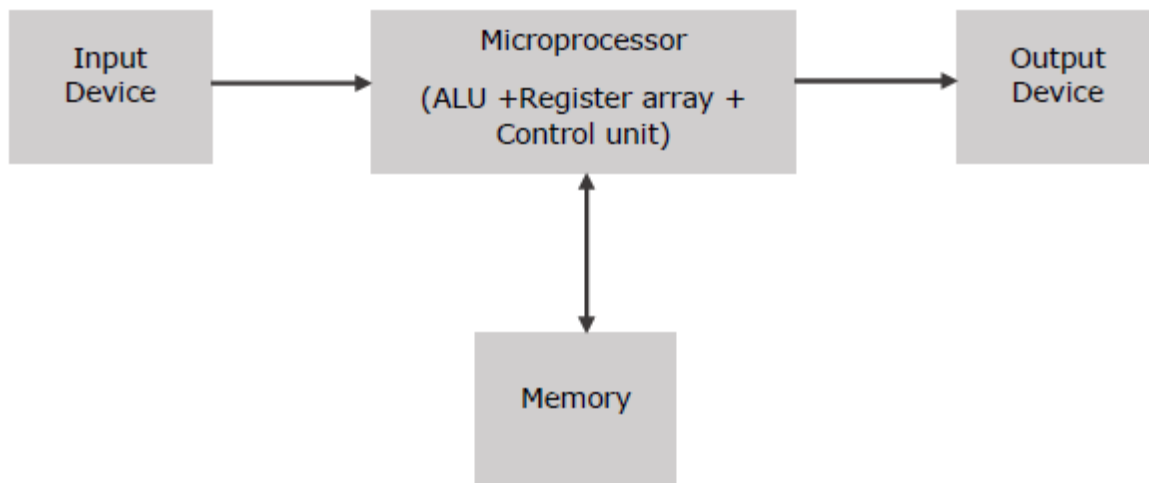 Input
Device
Microprocessor
(ALU +Register array +
Control unit)
Output
Device
Memory